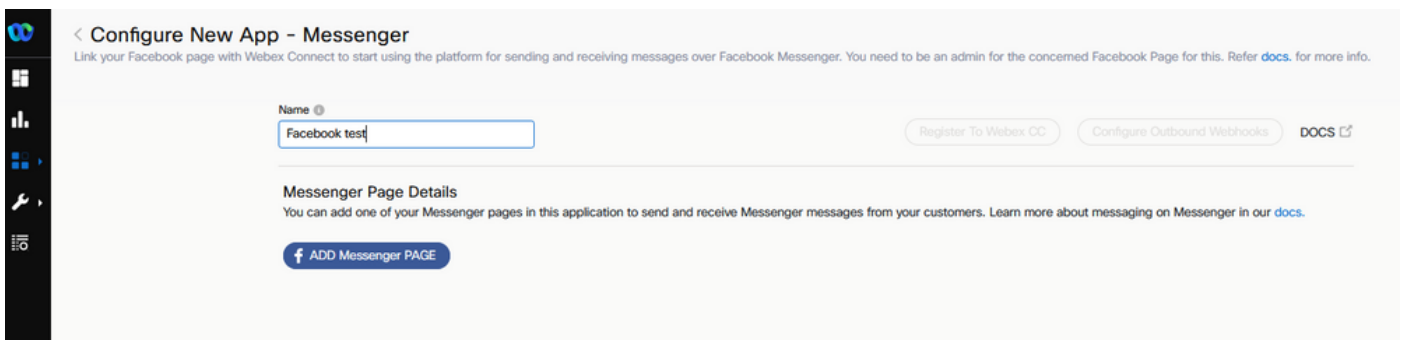 Configure New App - Messenger
Link your Facebook page with Webex Connect to start using the platform for sending and receiving messages over Facebook Messenger. You need to be an admin for the concerned Facebook Page for this. Refer docs. for more info.
Name
Facebook test
Register To Webex CC
Configure Outbound Webhooks
DOCS
Messenger Page Details
You can add one of your Messenger pages in this application to send and receive Messenger messages from your customers. Learn more about messaging on Messenger in our docs.
ADD Messenger PAGE